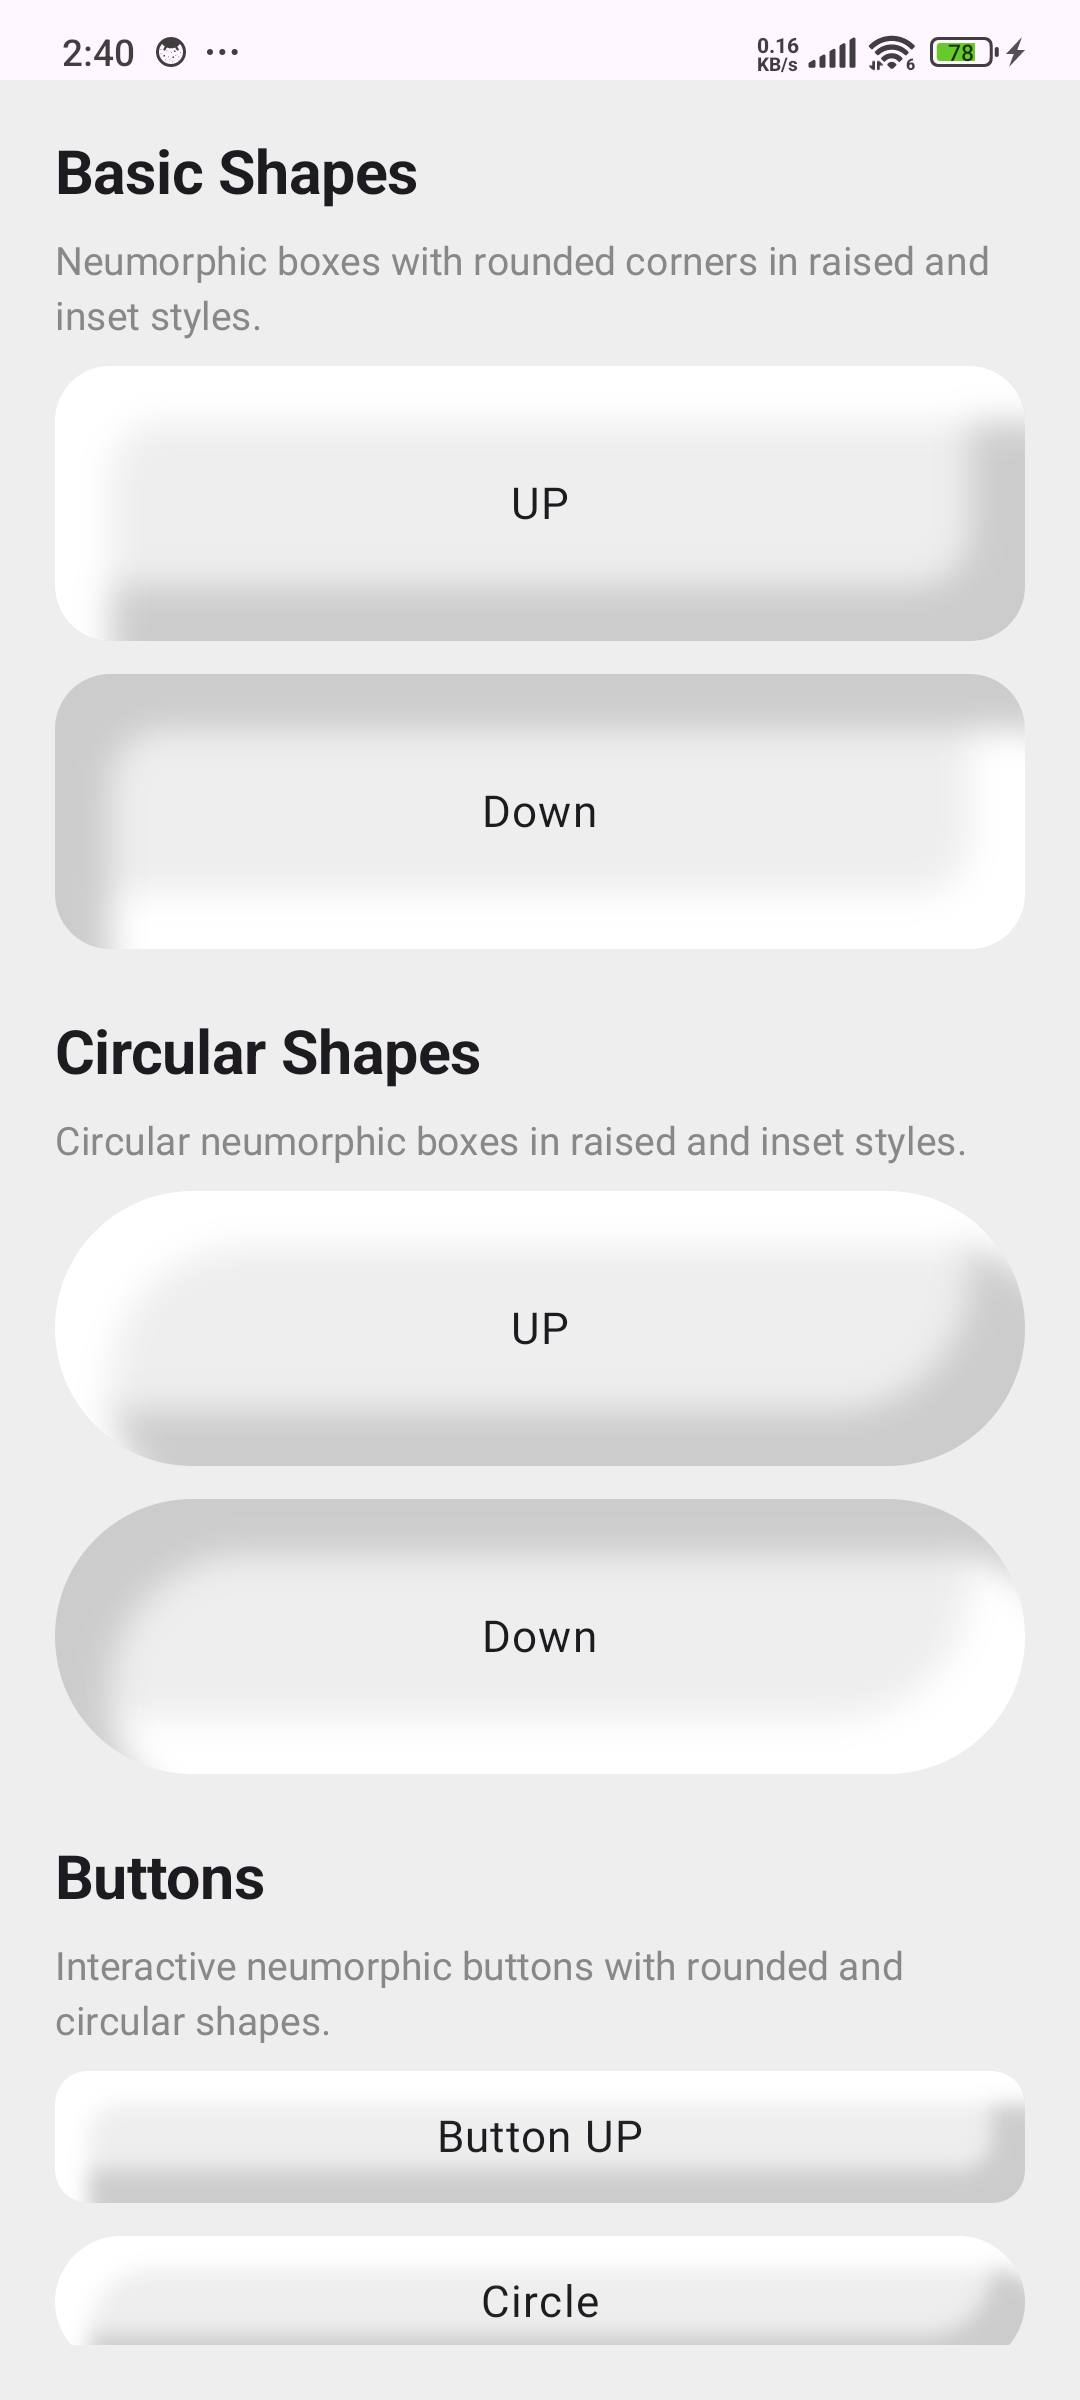 2:40
0.16
KB/s
6
78
Basic Shapes
Neumorphic boxes with rounded corners in raised and
inset styles.
UP
Down
Circular Shapes
Circular neumorphic boxes in raised and inset styles.
UP
Down
Buttons
Interactive neumorphic buttons with rounded and
circular shapes.
Button UP
Circle